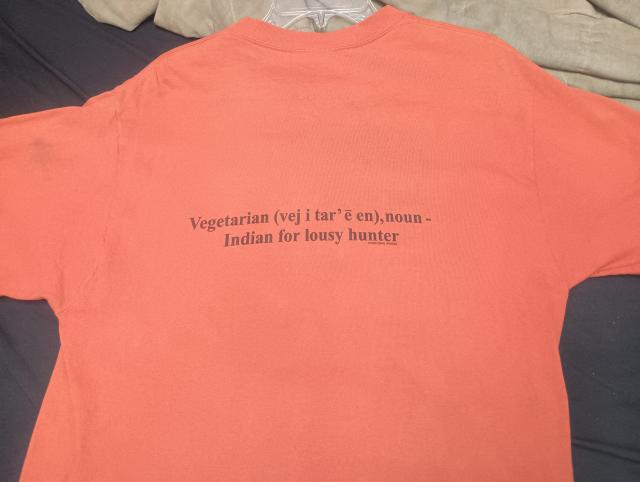 Vegetarian (vej i tar’ ē en),noun -
Indian for lousy hunter